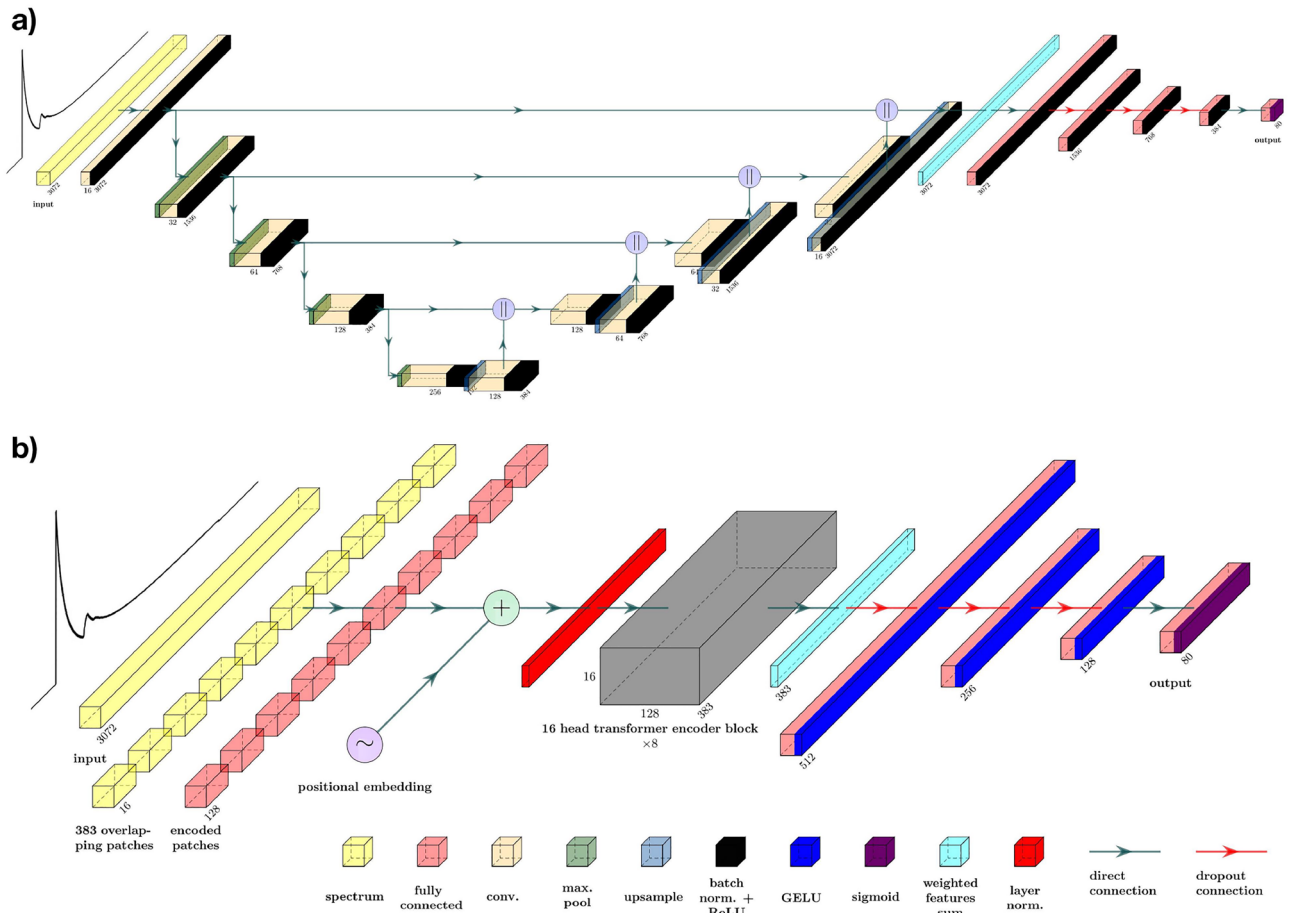 a)
3072
input
16 3072
32 1536
64 768
128 384
256
128 384
||
128
64 768
||
64
32 1536
||
16 3072
||
3072
3072
1536
768
384
80
output
b)
3072
input
16
383 overlap-
ping patches
128
encoded
patches
+
~
positional embedding
16
128
383
16 head transformer encoder block
×8
383
512
256
128
80
output
spectrum
fully
connected
conv.
max.
pool
upsample
batch
norm. +
ReLU
GELU
sigmoid
weighted
features
sum
layer
norm.
direct
connection
dropout
connection